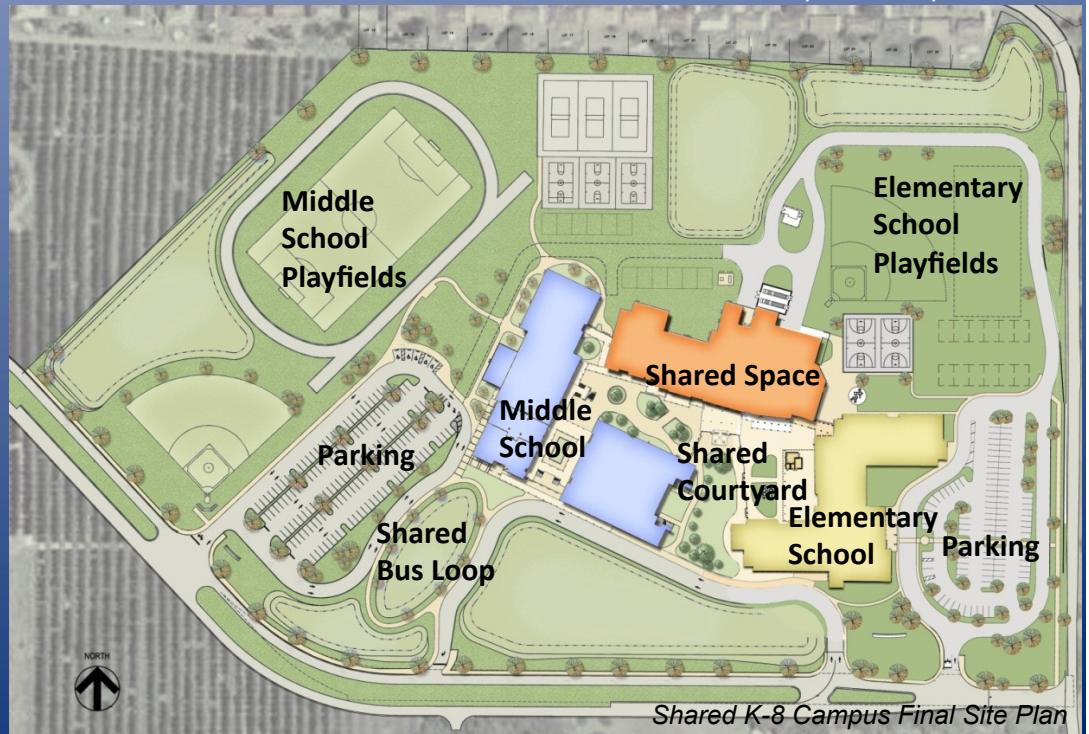 Middle
School
Playfields
Elementary
School
Playfields
Shared Space
Middle
School
Parking
Shared
Courtyard
Elementary
School
Parking
Shared
Bus Loop
NORTH
Shared K-8 Campus Final Site Plan